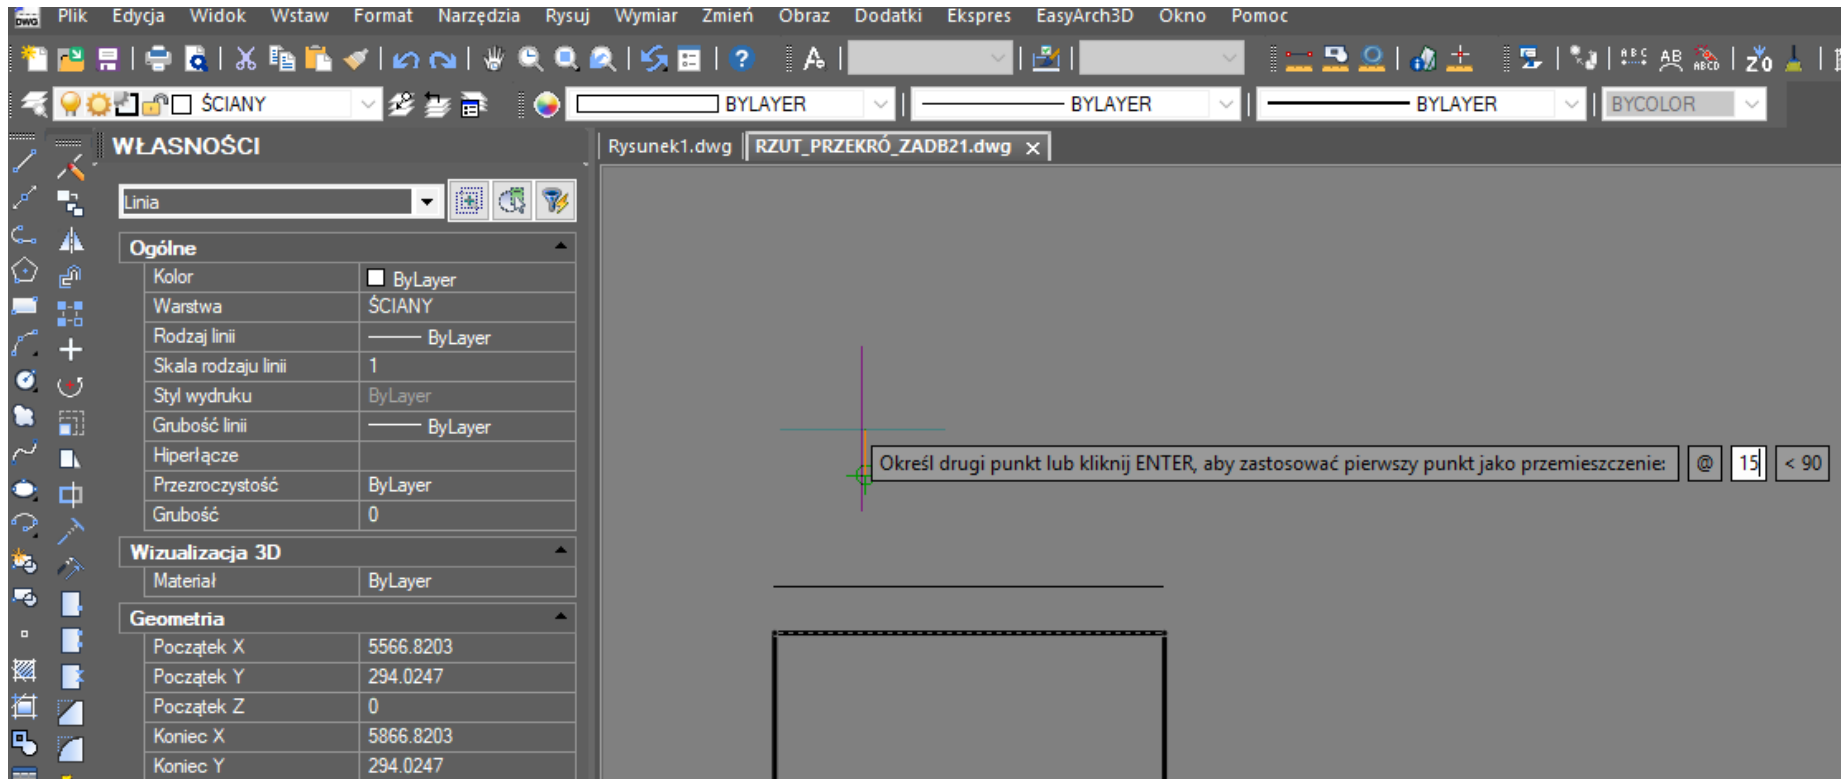 DWG Plik Edycja Widok Wstaw Format Narzędzia Rysuj Wymiar Zmień Obraz Dodatki Ekspres EasyArch3D Okno Pomoc
ŚCIANY BYLAYER BYLAYER BYLAYER BYCOLOR
WŁASNOŚCI
Rysunek1.dwg RZUT_PRZEKRÓ_ZADB21.dwg
Linia
Ogólne
Kolor ByLayer
Warstwa ŚCIANY
Rodzaj linii ByLayer
Skala rodzaju linii 1
Styl wydruku ByLayer
Grubość linii ByLayer
Hiperłącze
Przezroczystość ByLayer
Grubość 0
Określ drugi punkt lub kliknij ENTER, aby zastosować pierwszy punkt jako przemieszczenie: @ 15 < 90
Wizualizacja 3D
Materiał ByLayer
Geometria
Początek X 5566.8203
Początek Y 294.0247
Początek Z 0
Koniec X 5866.8203
Koniec Y 294.0247